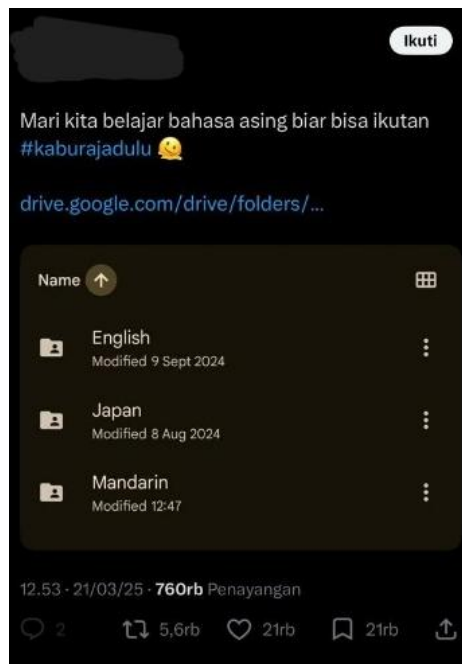 Ikuti
Mari kita belajar bahasa asing biar bisa ikutan
#kaburajadulu 🫠
drive.google.com/drive/folders/...
Name
English
Modified 9 Sept 2024
Japan
Modified 8 Aug 2024
Mandarin
Modified 12:47
12.53 · 21/03/25 · 760rb Penayangan
2 5,6rb 21rb 21rb